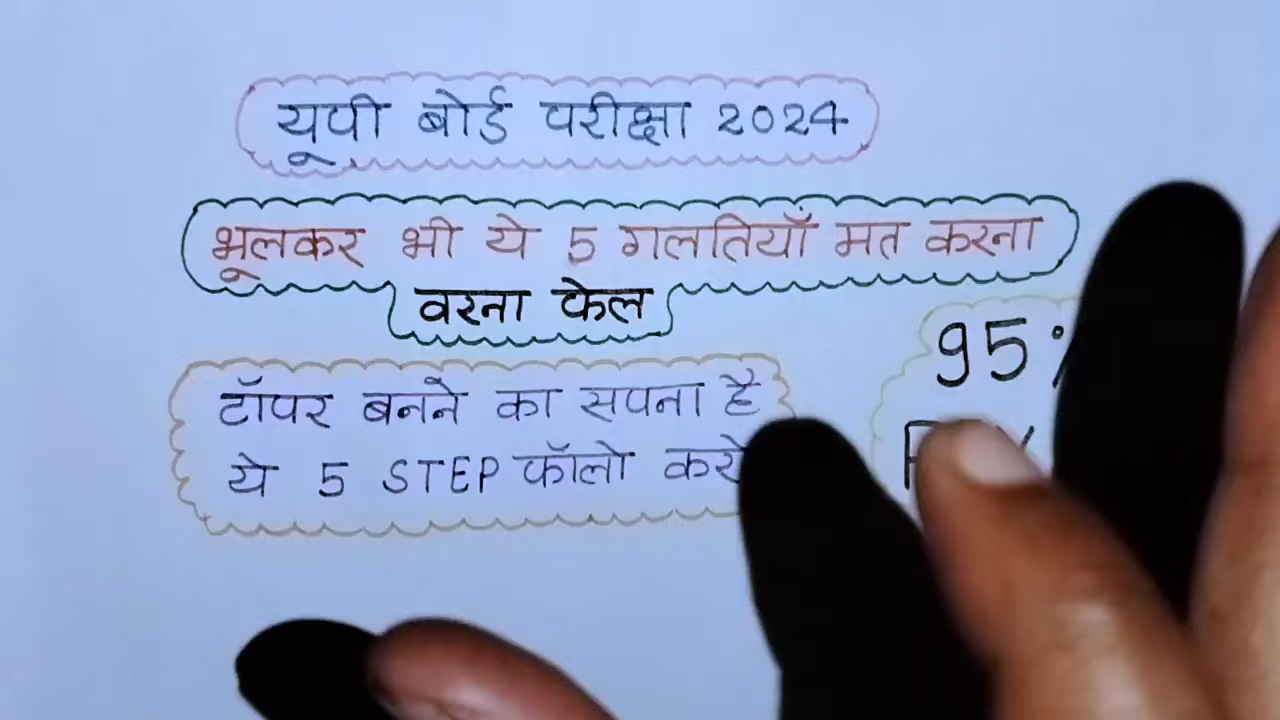 यूपी बोर्ड परीक्षा 2024
भूलकर भी ये 5 गलतियाँ मत करना
वरना फेल
95%
टॉपर बनने का सपना है
ये 5 STEP फॉलो करो